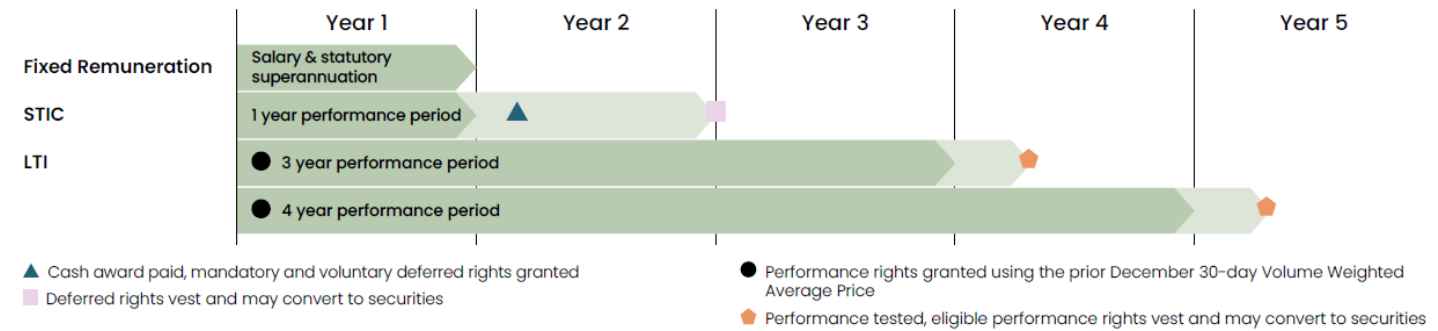 Year 1 Year 2 Year 3 Year 4 Year 5
Fixed Remuneration
Salary & statutory
superannuation
STIC
1 year performance period
LTI
3 year performance period
4 year performance period
Cash award paid, mandatory and voluntary deferred rights granted
Deferred rights vest and may convert to securities
Performance rights granted using the prior December 30-day Volume Weighted
Average Price
Performance tested, eligible performance rights vest and may convert to securities